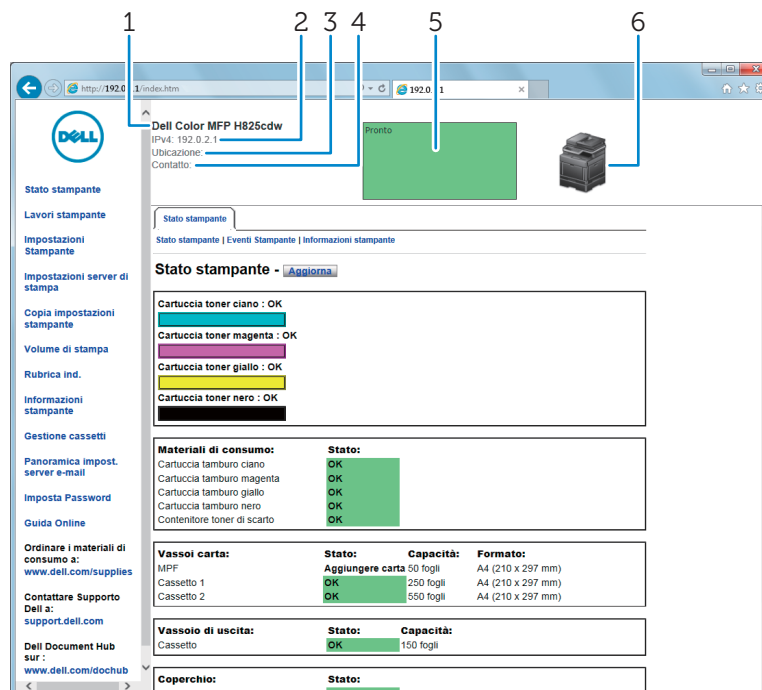 1 2 3 4 5 6
http://192.0. .1/index.htm
192.0. .1
DELL
Dell Color MFP H825cdw
IPv4: 192.0.2.1
Ubicazione:
Contatto:
Pronto
Stato stampante
Lavori stampante
Impostazioni
Stampante
Impostazioni server di
stampa
Copia impostazioni
stampante
Volume di stampa
Rubrica ind.
Informazioni
stampante
Gestione cassetti
Panoramica impost.
server e-mail
Imposta Password
Guida Online
Ordinare i materiali di
consumo a:
www.dell.com/supplies
Contattare Supporto
Dell a:
support.dell.com
Dell Document Hub
sur :
www.dell.com/dochub
Stato stampante
Stato stampante | Eventi Stampante | Informazioni stampante
Stato stampante - Aggiorna
Cartuccia toner ciano : OK
Cartuccia toner magenta : OK
Cartuccia toner giallo : OK
Cartuccia toner nero : OK
Materiali di consumo: Stato:
Cartuccia tamburo ciano OK
Cartuccia tamburo magenta OK
Cartuccia tamburo giallo OK
Cartuccia tamburo nero OK
Contenitore toner di scarto OK
Vassoi carta: Stato: Capacità: Formato:
MPF Aggiungere carta 50 fogli A4 (210 x 297 mm)
Cassetto 1 OK 250 fogli A4 (210 x 297 mm)
Cassetto 2 OK 550 fogli A4 (210 x 297 mm)
Vassoio di uscita: Stato: Capacità:
Cassetto OK 150 fogli
Coperchio: Stato: